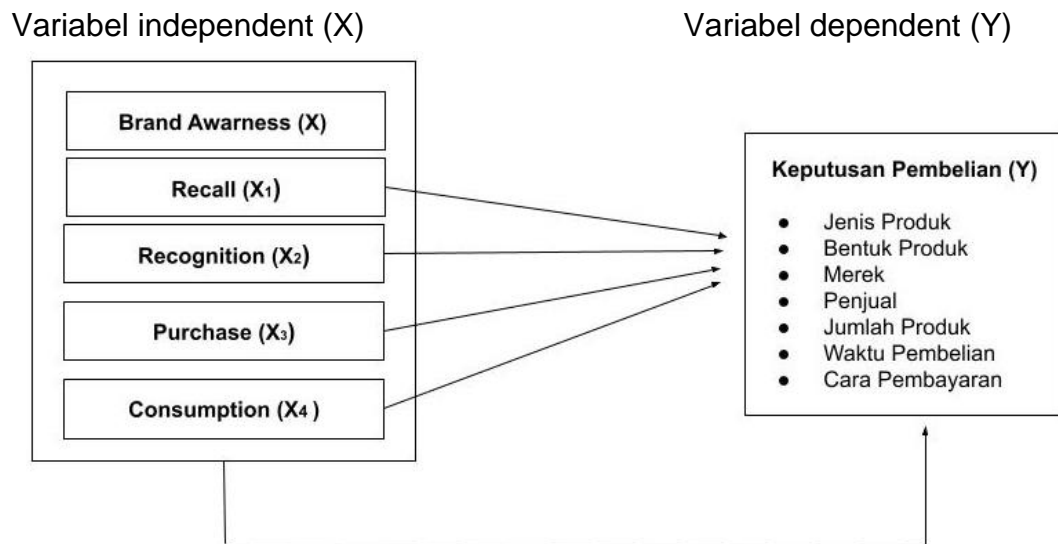 Variabel independent (X)
Variabel dependent (Y)
Brand Awarness (X)
Recall (X₁)
Recognition (X₂)
Purchase (X₃)
Consumption (X₄ )
Keputusan Pembelian (Y)
● Jenis Produk
● Bentuk Produk
● Merek
● Penjual
● Jumlah Produk
● Waktu Pembelian
● Cara Pembayaran